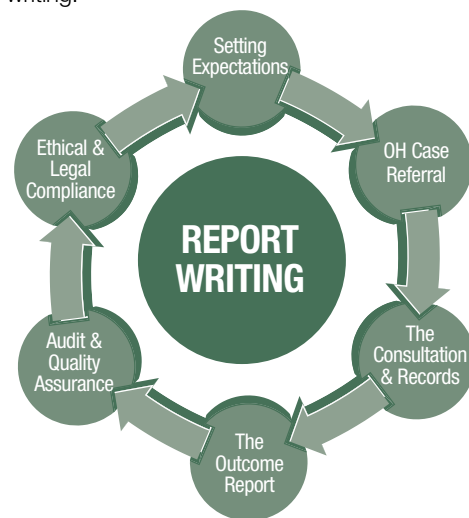 writing.
Setting
Expectations
OH Case
Referral
The
Consultation
& Records
The
Outcome
Report
Audit &
Quality
Assurance
Ethical &
Legal
Compliance
REPORT
WRITING